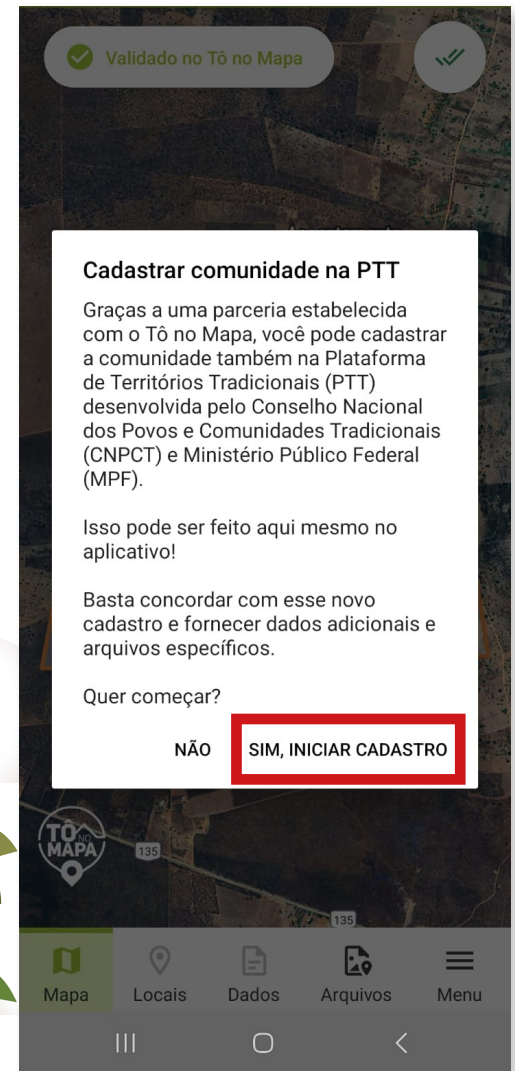 Validado no Tô no Mapa
Cadastrar comunidade na PTT
Graças a uma parceria estabelecida
com o Tô no Mapa, você pode cadastrar
a comunidade também na Plataforma
de Territórios Tradicionais (PTT)
desenvolvida pelo Conselho Nacional
dos Povos e Comunidades Tradicionais
(CNPCT) e Ministério Público Federal
(MPF).
Isso pode ser feito aqui mesmo no
aplicativo!
Basta concordar com esse novo
cadastro e fornecer dados adicionais e
arquivos específicos.
Quer começar?
NÃO SIM, INICIAR CADASTRO
TÔ NO
MAPA
135
135
Mapa Locais Dados Arquivos Menu